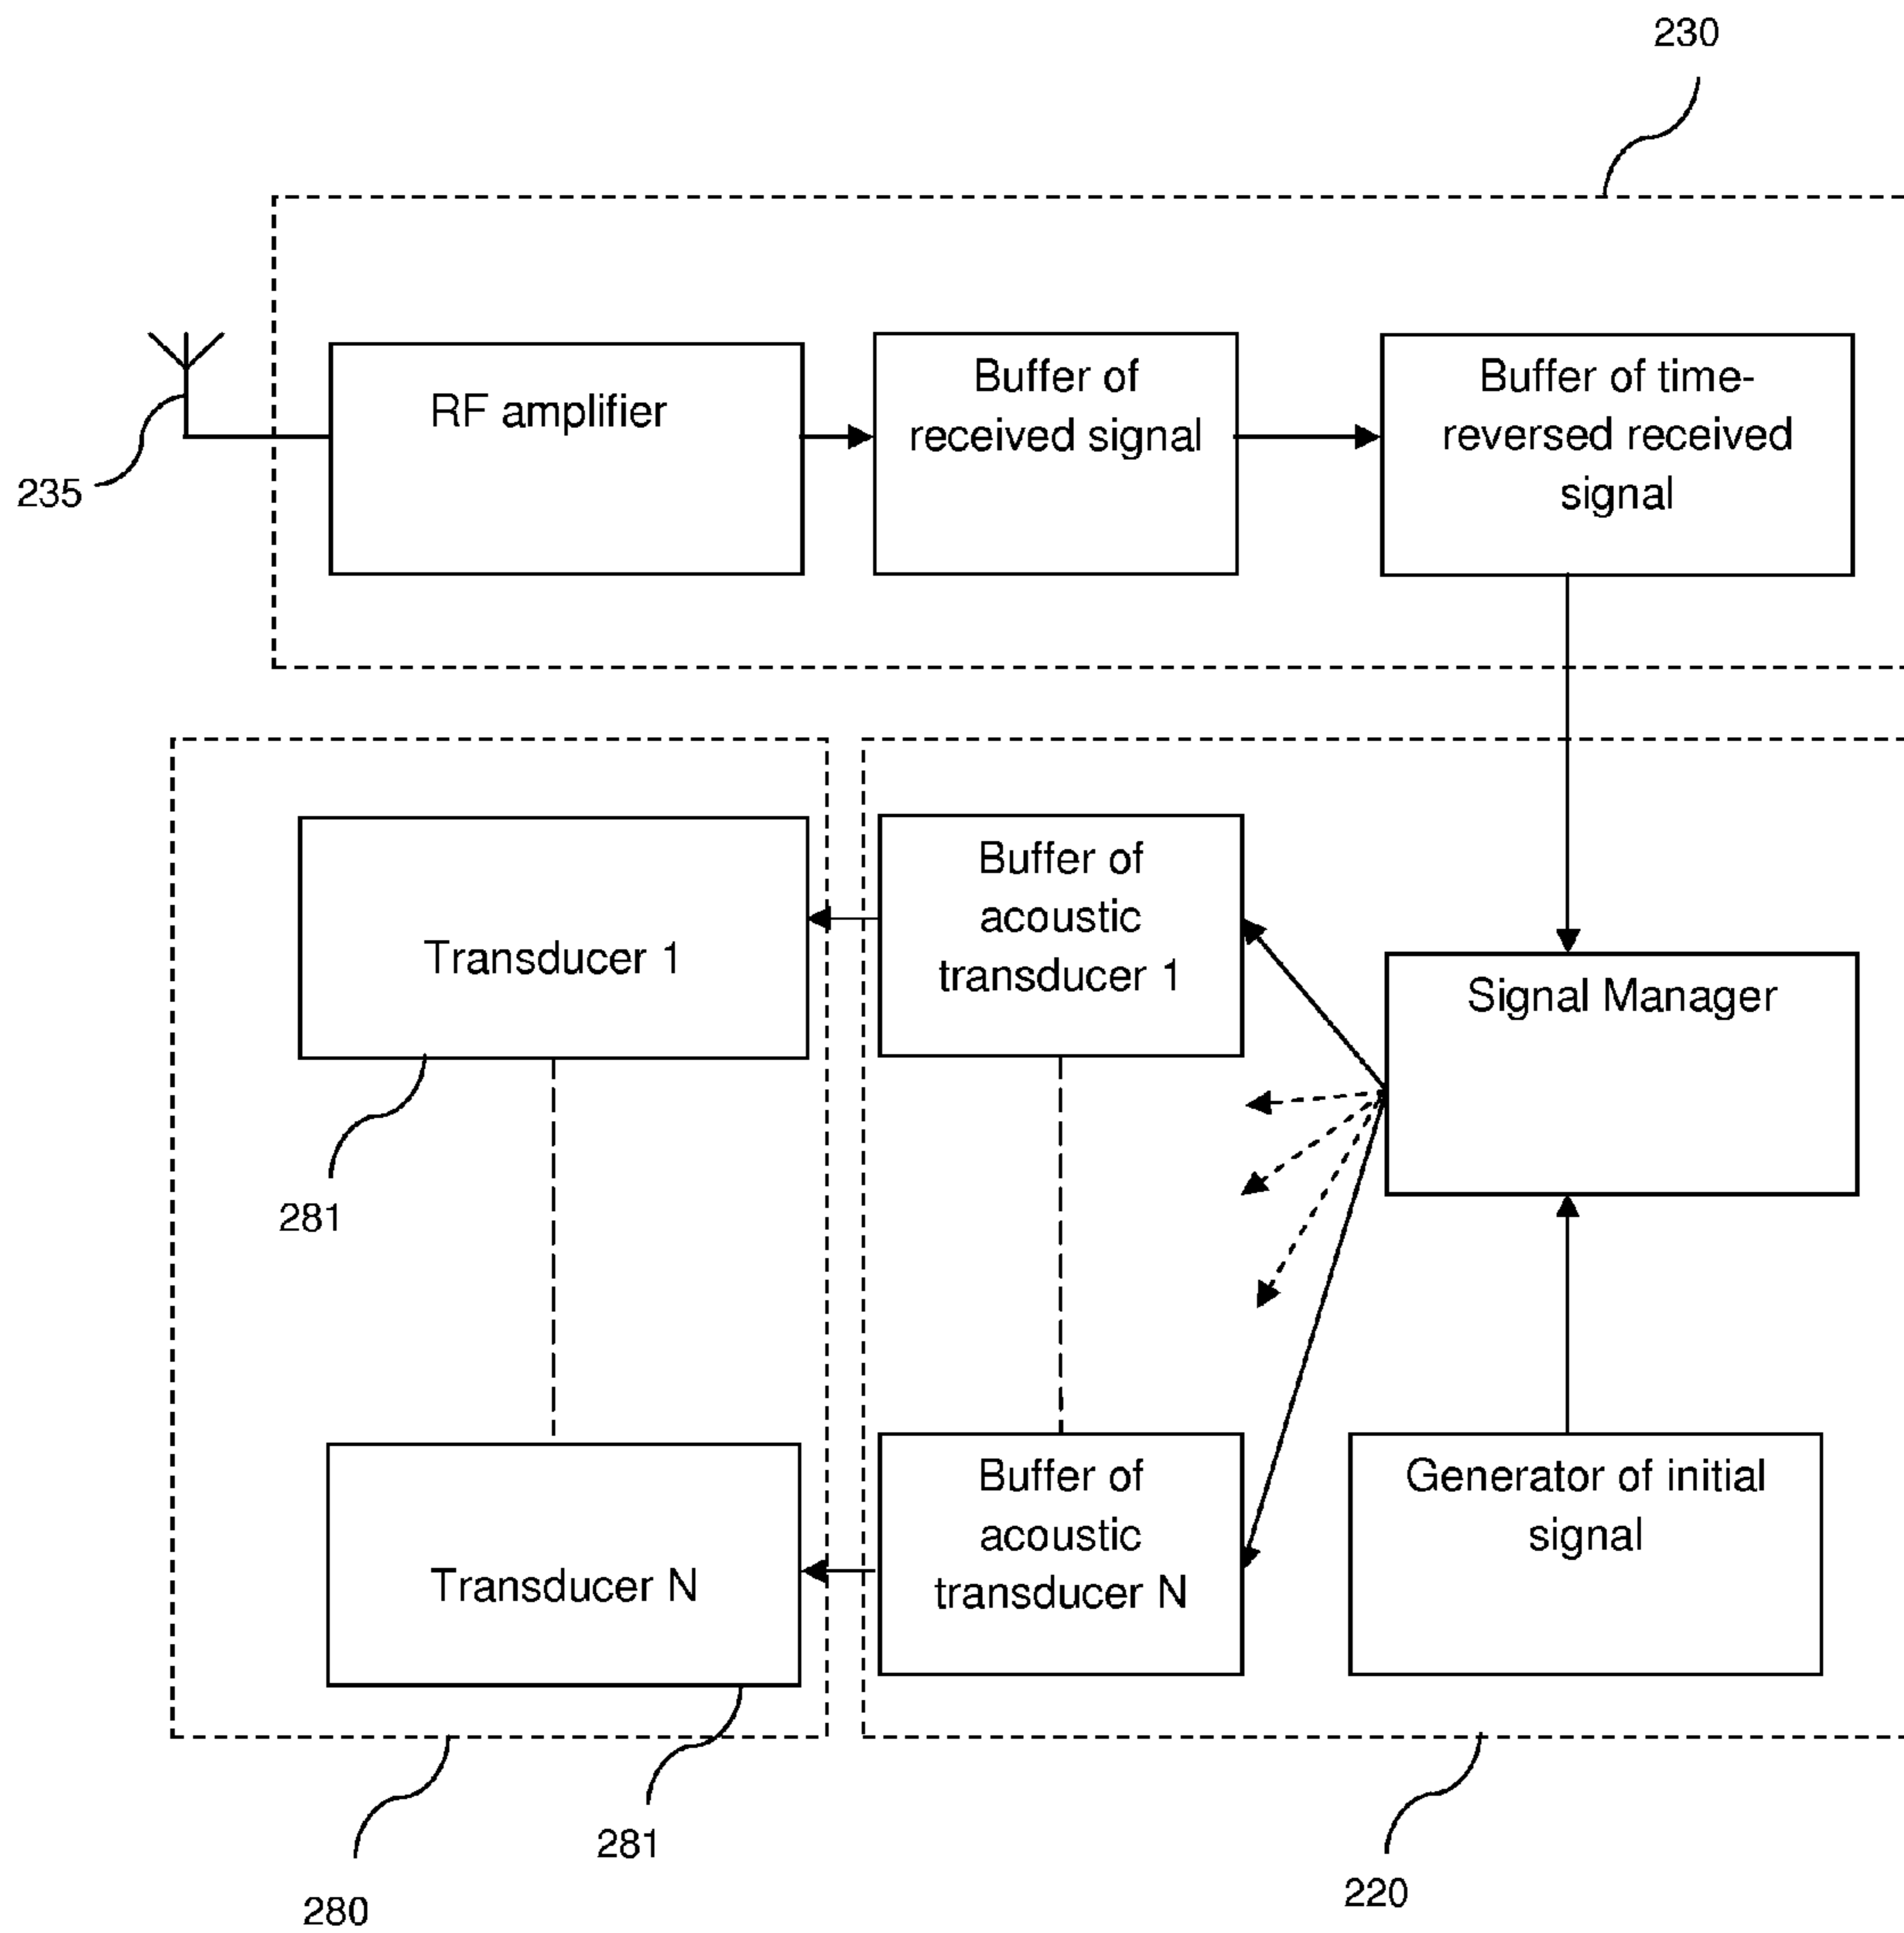 230
RF amplifier
Buffer of
received signal
Buffer of time-
reversed received
signal
235
Transducer 1
Buffer of
acoustic
transducer 1
Signal Manager
281
Transducer N
Buffer of
acoustic
transducer N
Generator of initial
signal
281
280
220